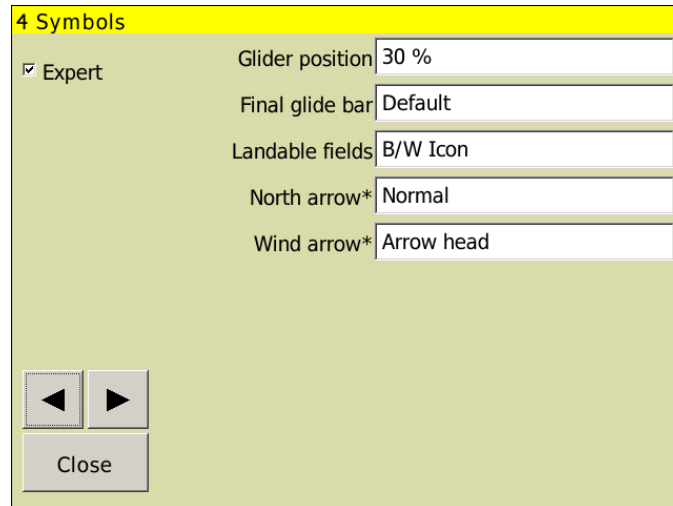 4 Symbols
Expert
Glider position 30 %
Final glide bar Default
Landable fields B/W Icon
North arrow* Normal
Wind arrow* Arrow head
Close